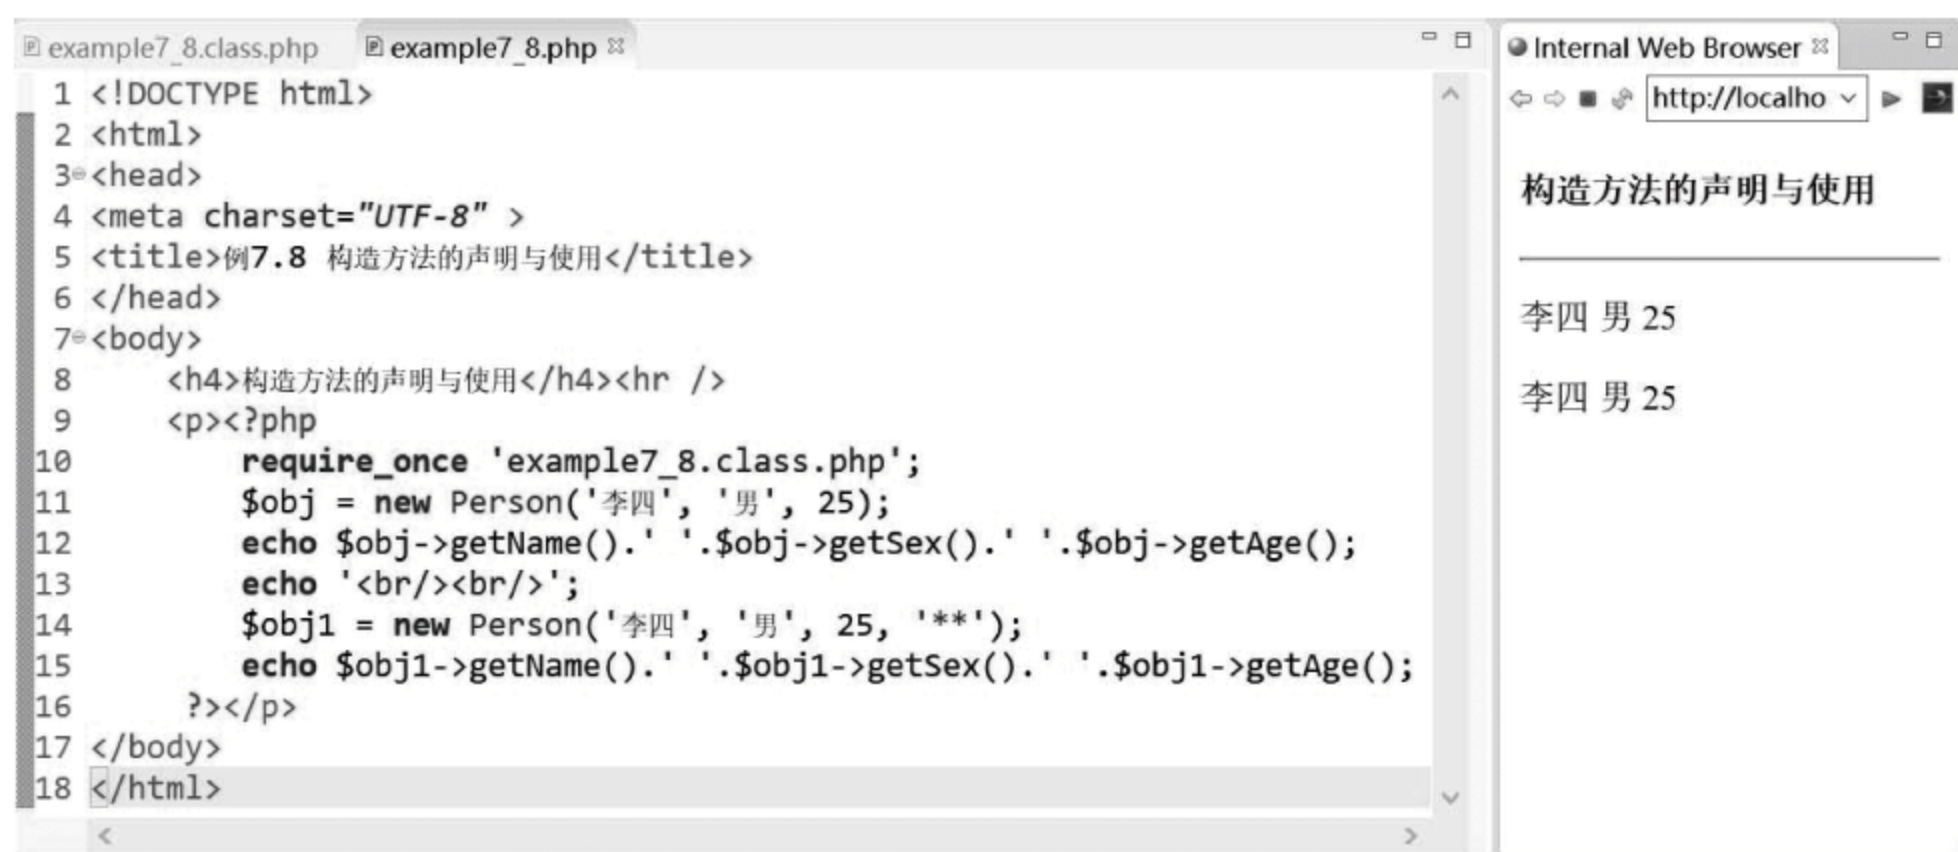 example7_8.class.php example7_8.php
1 <!DOCTYPE html>
2 <html>
3 <head>
4 <meta charset="UTF-8" >
5 <title>例7.8 构造方法的声明与使用</title>
6 </head>
7 <body>
8 <h4>构造方法的声明与使用</h4><hr />
9 <p><?php
10 require_once 'example7_8.class.php';
11 $obj = new Person('李四', '男', 25);
12 echo $obj->getName().' '.$obj->getSex().' '.$obj->getAge();
13 echo '<br/><br/>';
14 $obj1 = new Person('李四', '男', 25, '**');
15 echo $obj1->getName().' '.$obj1->getSex().' '.$obj1->getAge();
16 ?></p>
17 </body>
18 </html>
Internal Web Browser
http://localho
构造方法的声明与使用
李四 男 25
李四 男 25